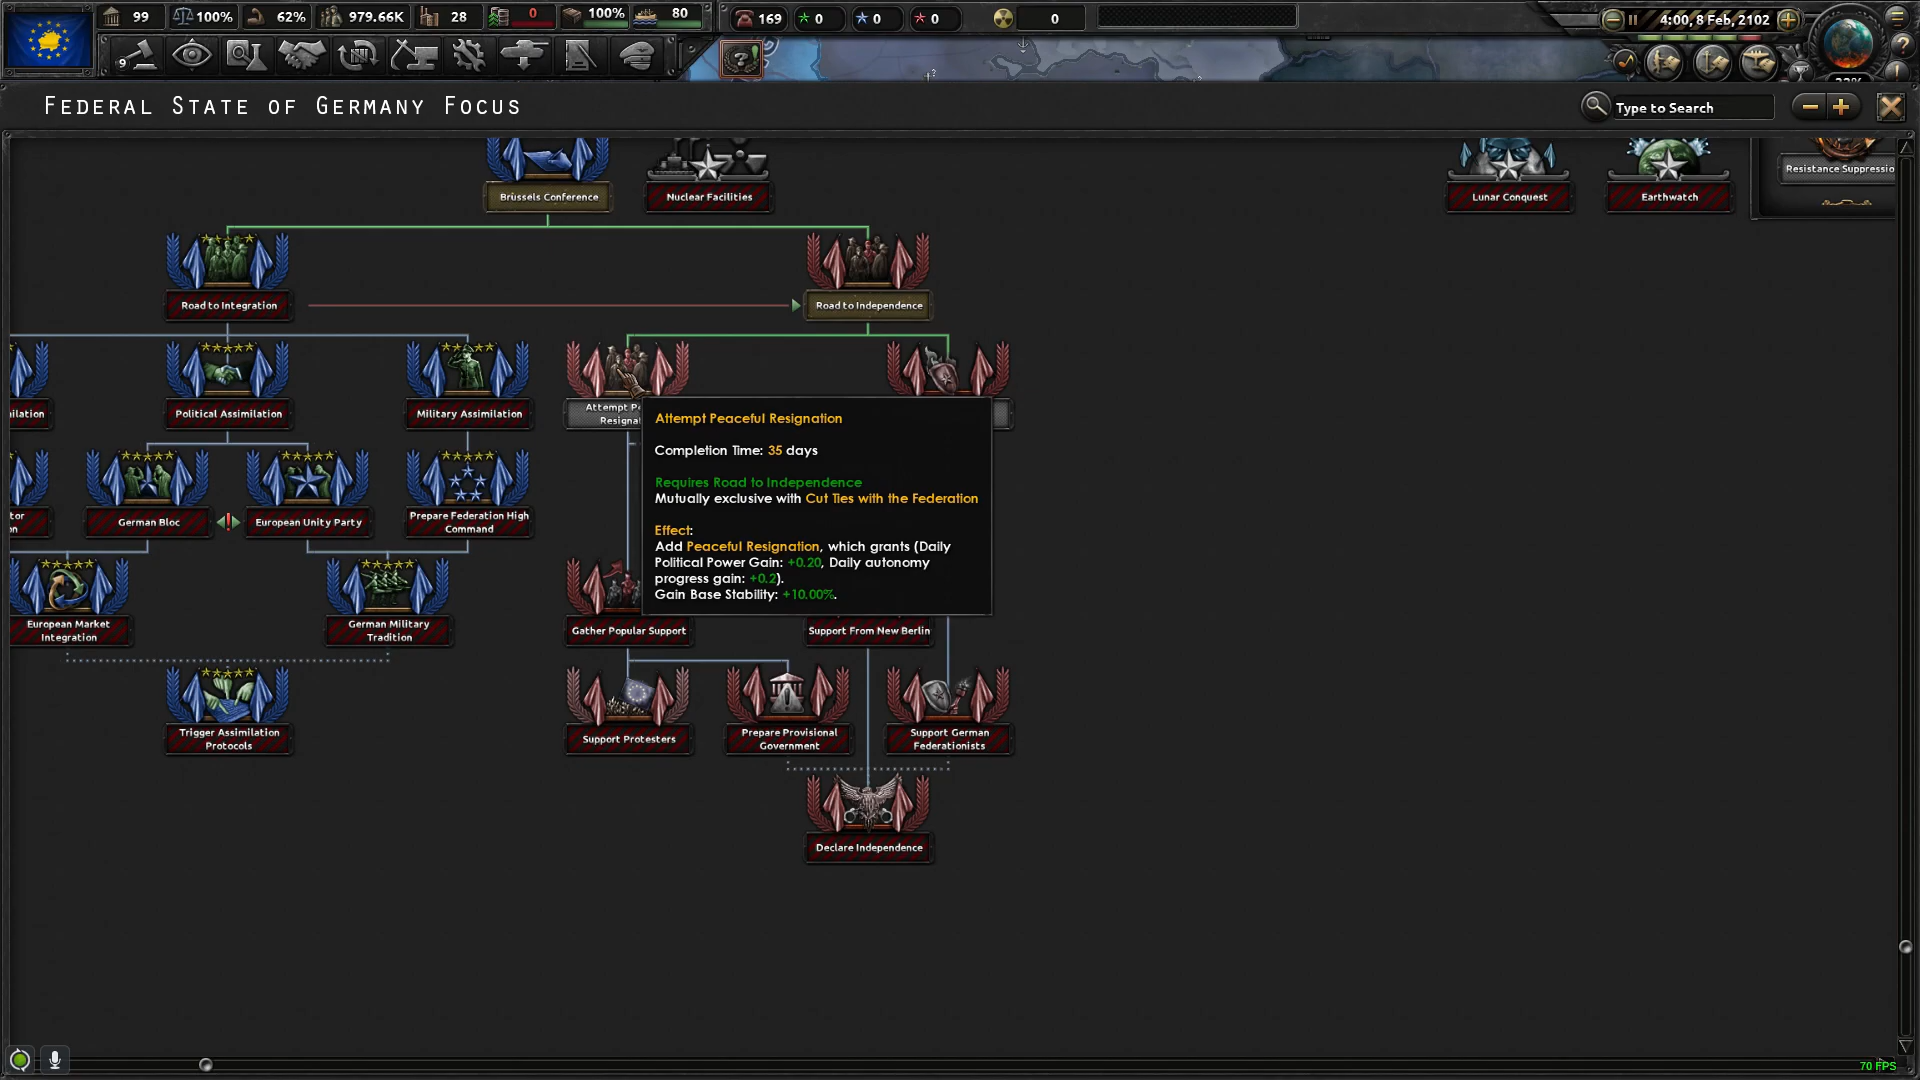 99
100%
62%
979.66K
28
0
100%
80
169
0
0
0
0
4:00, 8 Feb, 2102
9
Federal State of Germany Focus
Type to Search
Brussels Conference
Nuclear Facilities
Lunar Conquest
Earthwatch
Resistance Suppressio
Road to Integration
Road to Independence
ilation
Political Assimilation
Military Assimilation
Attempt Pe
Resignat
Attempt Peaceful Resignation
Completion Time: 35 days
Requires Road to Independence
Mutually exclusive with Cut Ties with the Federation
Effect:
Add Peaceful Resignation, which grants (Daily
Political Power Gain: +0.20, Daily autonomy
progress gain: +0.2).
Gain Base Stability: +10.00%.
tor
n
German Bloc
European Unity Party
Prepare Federation High
Command
European Market
Integration
German Military
Tradition
Gather Popular Support
Support From New Berlin
Trigger Assimilation
Protocols
Support Protesters
Prepare Provisional
Government
Support German
Federationists
Declare Independence
70 FPS